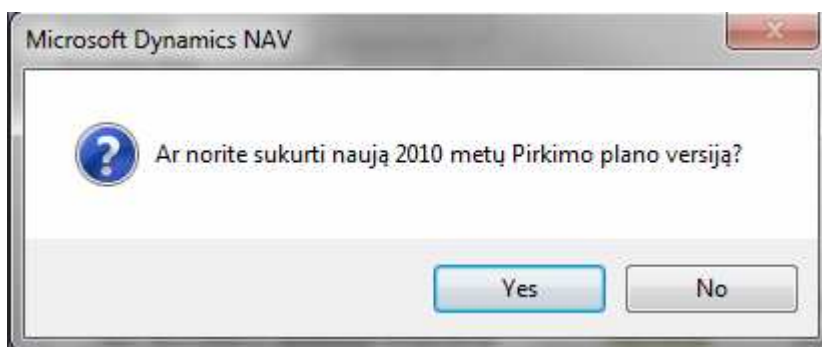 Microsoft Dynamics NAV
Ar norite sukurti naują 2010 metų Pirkimo plano versiją?
Yes
No